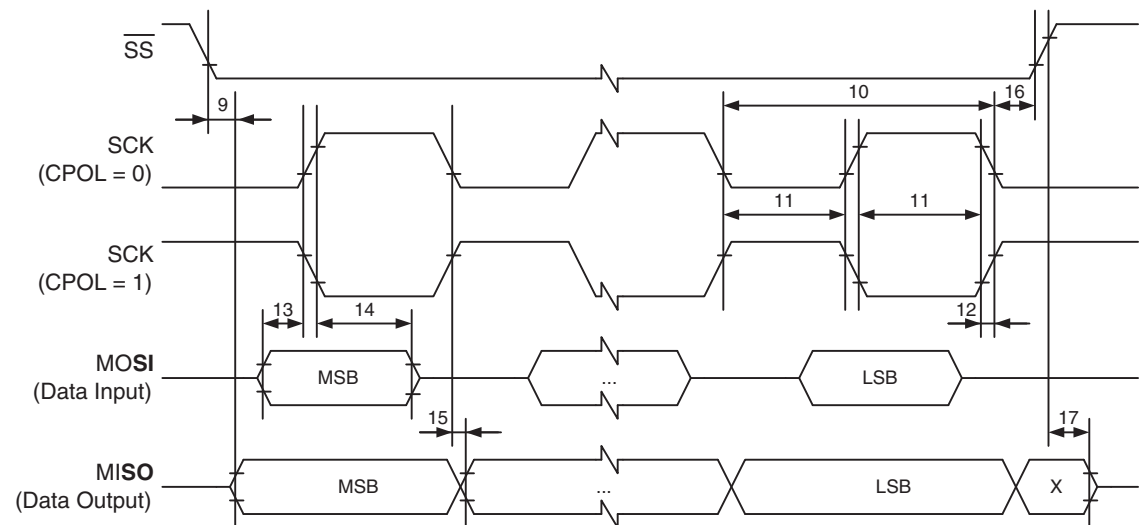 SS
9
10
16
SCK
(CPOL = 0)
11
11
SCK
(CPOL = 1)
13
14
12
MOSI
(Data Input)
MSB
...
LSB
15
17
MISO
(Data Output)
MSB
...
LSB
X